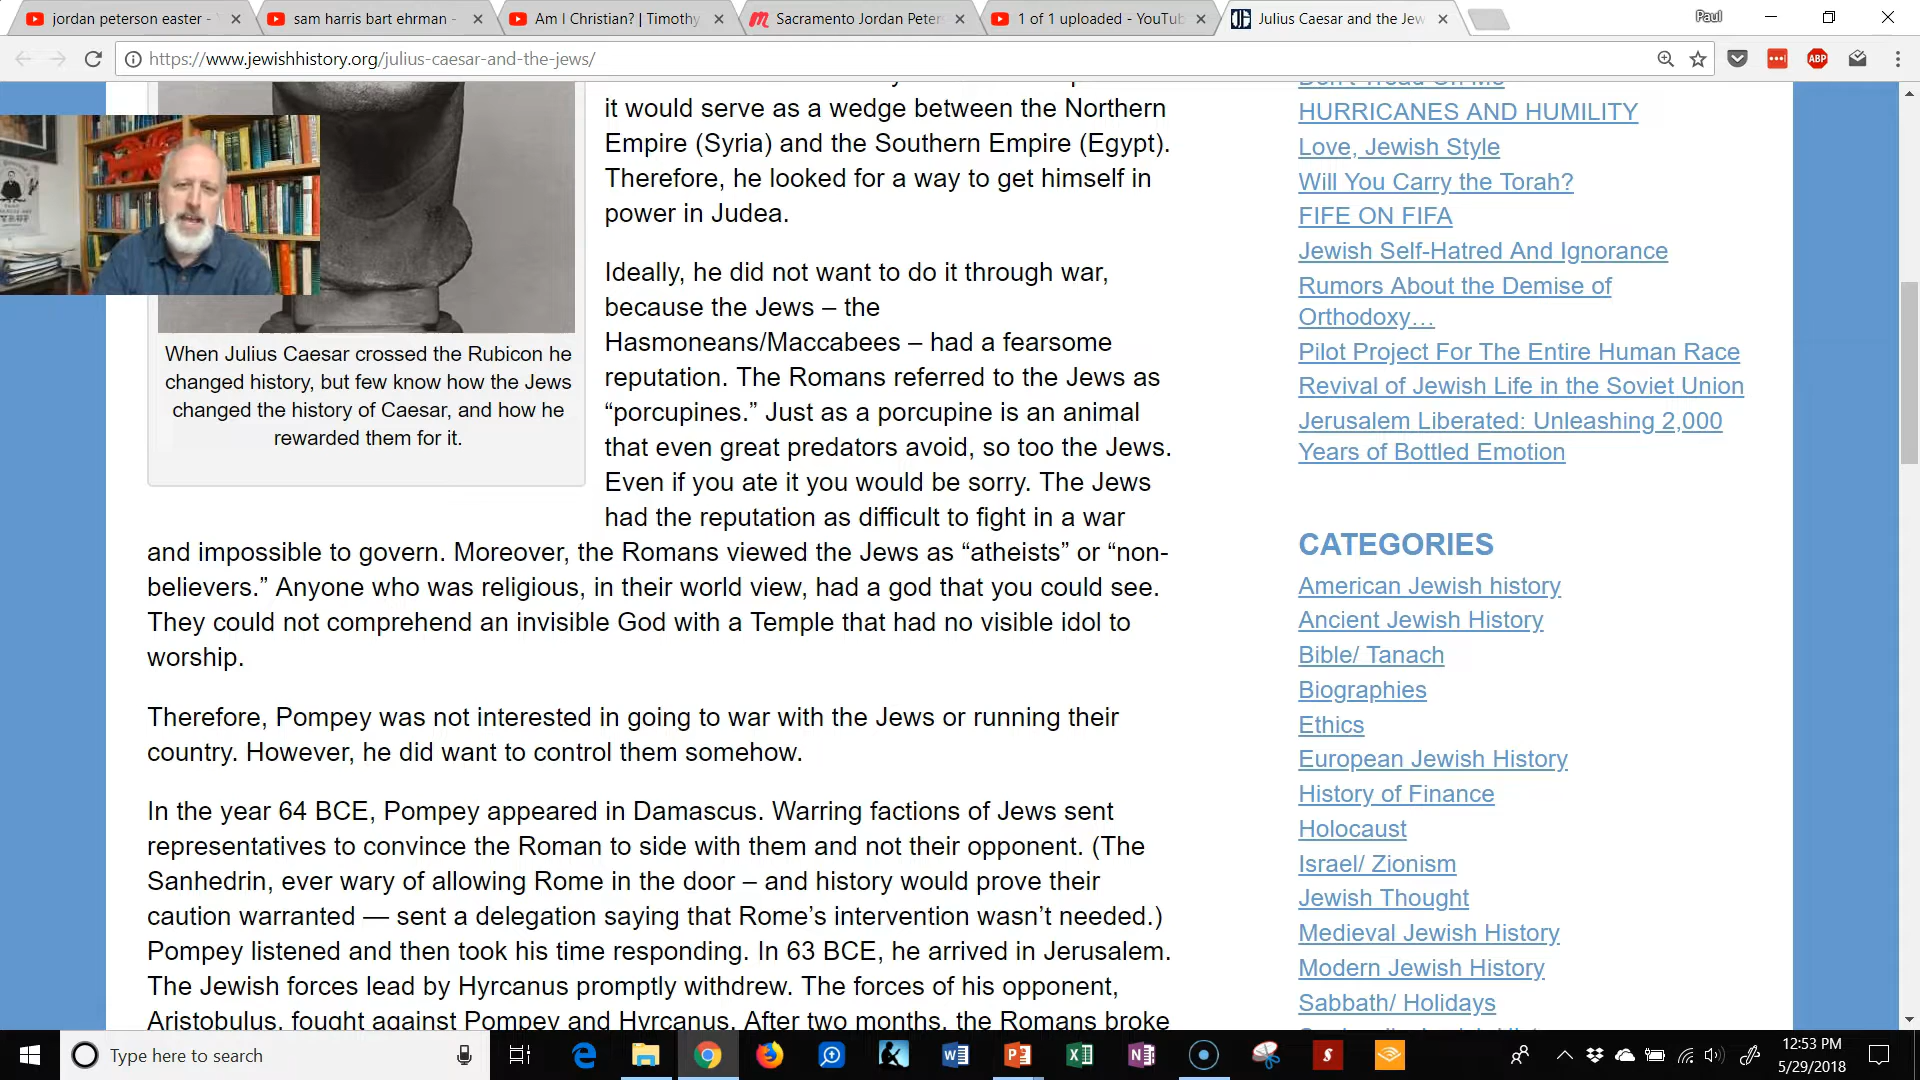 jordan peterson easter -
sam harris bart ehrman -
Am I Christian? | Timothy
Sacramento Jordan Peter
1 of 1 uploaded - YouTub
Julius Caesar and the Jew
Paul
https://www.jewishhistory.org/julius-caesar-and-the-jews/
ABP
it would serve as a wedge between the Northern
Empire (Syria) and the Southern Empire (Egypt).
Therefore, he looked for a way to get himself in
power in Judea.
Ideally, he did not want to do it through war,
because the Jews – the
Hasmoneans/Maccabees – had a fearsome
reputation. The Romans referred to the Jews as
“porcupines.” Just as a porcupine is an animal
that even great predators avoid, so too the Jews.
Even if you ate it you would be sorry. The Jews
had the reputation as difficult to fight in a war
and impossible to govern. Moreover, the Romans viewed the Jews as “atheists” or “non-
believers.” Anyone who was religious, in their world view, had a god that you could see.
They could not comprehend an invisible God with a Temple that had no visible idol to
worship.
When Julius Caesar crossed the Rubicon he
changed history, but few know how the Jews
changed the history of Caesar, and how he
rewarded them for it.
Therefore, Pompey was not interested in going to war with the Jews or running their
country. However, he did want to control them somehow.
In the year 64 BCE, Pompey appeared in Damascus. Warring factions of Jews sent
representatives to convince the Roman to side with them and not their opponent. (The
Sanhedrin, ever wary of allowing Rome in the door – and history would prove their
caution warranted — sent a delegation saying that Rome’s intervention wasn’t needed.)
Pompey listened and then took his time responding. In 63 BCE, he arrived in Jerusalem.
The Jewish forces lead by Hyrcanus promptly withdrew. The forces of his opponent,
Aristobulus, fought against Pompey and Hyrcanus. After two months, the Romans broke
Don't Tread On Me
HURRICANES AND HUMILITY
Love, Jewish Style
Will You Carry the Torah?
FIFE ON FIFA
Jewish Self-Hatred And Ignorance
Rumors About the Demise of
Orthodoxy…
Pilot Project For The Entire Human Race
Revival of Jewish Life in the Soviet Union
Jerusalem Liberated: Unleashing 2,000
Years of Bottled Emotion
CATEGORIES
American Jewish history
Ancient Jewish History
Bible/ Tanach
Biographies
Ethics
European Jewish History
History of Finance
Holocaust
Israel/ Zionism
Jewish Thought
Medieval Jewish History
Modern Jewish History
Sabbath/ Holidays
Type here to search
12:53 PM
5/29/2018